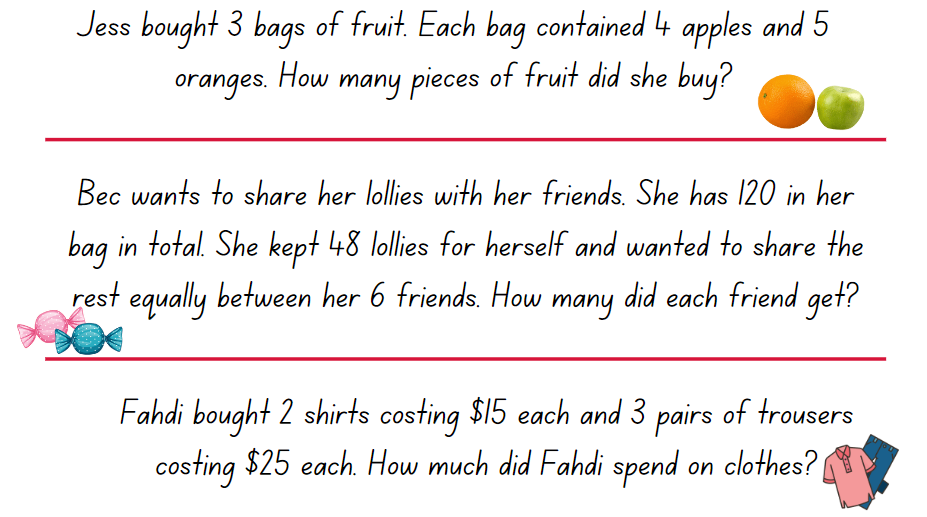 Jess bought 3 bags of fruit. Each bag contained 4 apples and 5
oranges. How many pieces of fruit did she buy?
Bec wants to share her lollies with her friends. She has 120 in her
bag in total. She kept 48 lollies for herself and wanted to share the
rest equally between her 6 friends. How many did each friend get?
Fahdi bought 2 shirts costing $15 each and 3 pairs of trousers
costing $25 each. How much did Fahdi spend on clothes?